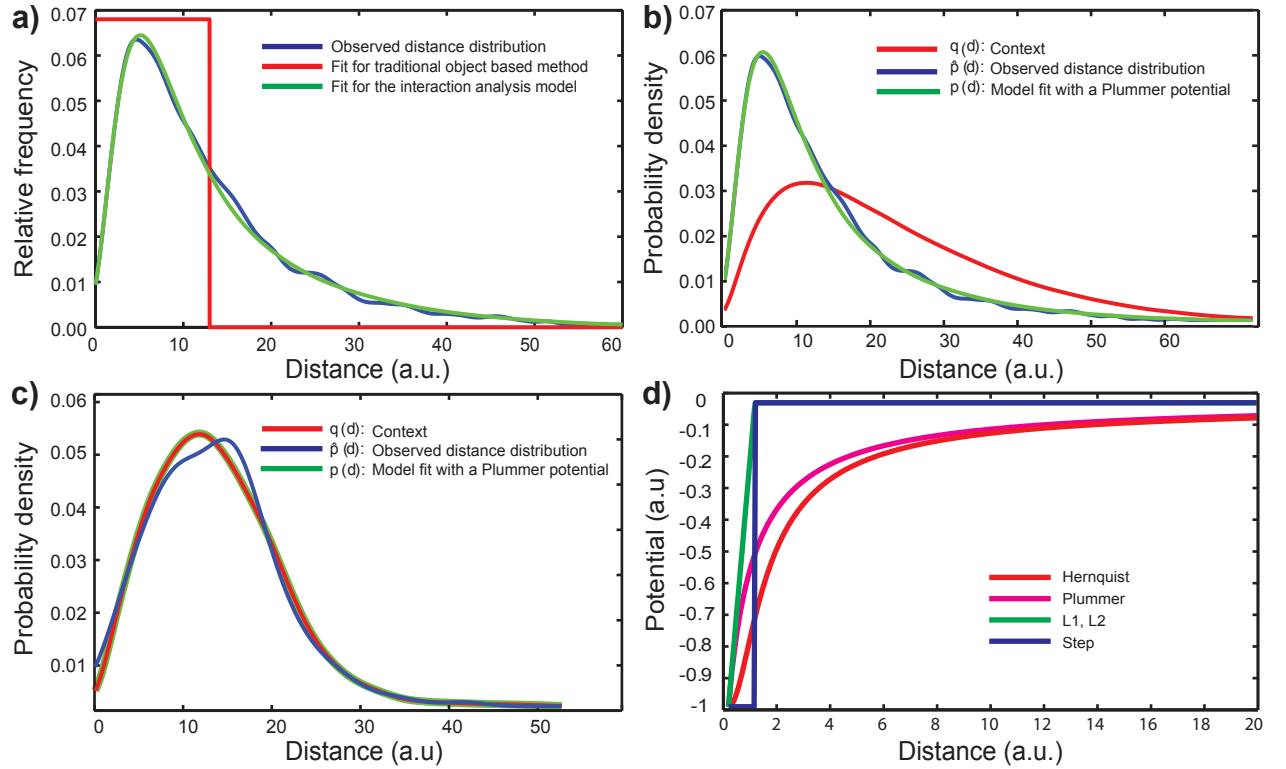 a)
0.07
0.06
0.05
0.04
0.03
0.02
0.01
0.00
Relative frequency
Observed distance distribution
Fit for traditional object based method
Fit for the interaction analysis model
0 10 20 30 40 50 60
Distance (a.u.)
b)
0.07
0.06
0.05
0.04
0.03
0.02
0.01
0.00
Probability density
q (d): Context
p̂ (d): Observed distance distribution
p (d): Model fit with a Plummer potential
0 10 20 30 40 50 60
Distance (a.u.)
c)
0.06
0.05
0.04
0.03
0.02
0.01
Probability density
q (d): Context
p̂ (d): Observed distance distribution
p (d): Model fit with a Plummer potential
0 10 20 30 40 50
Distance (a.u)
d)
0
-0.1
-0.2
-0.3
-0.4
-0.5
-0.6
-0.7
-0.8
-0.9
-1
Potential (a.u)
Hernquist
Plummer
L1, L2
Step
0 2 4 6 8 10 12 14 16 18 20
Distance (a.u.)